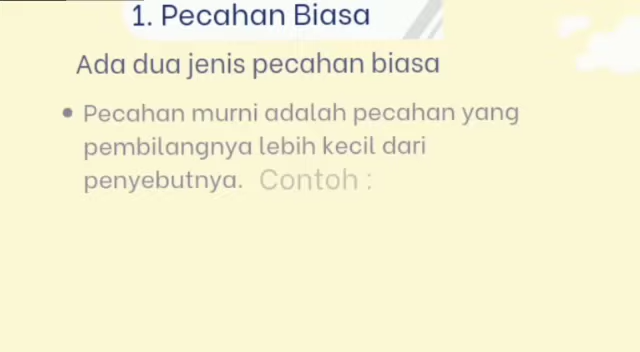 1. Pecahan Biasa
Ada dua jenis pecahan biasa
• Pecahan murni adalah pecahan yang
pembilangnya lebih kecil dari
penyebutnya. Contoh :